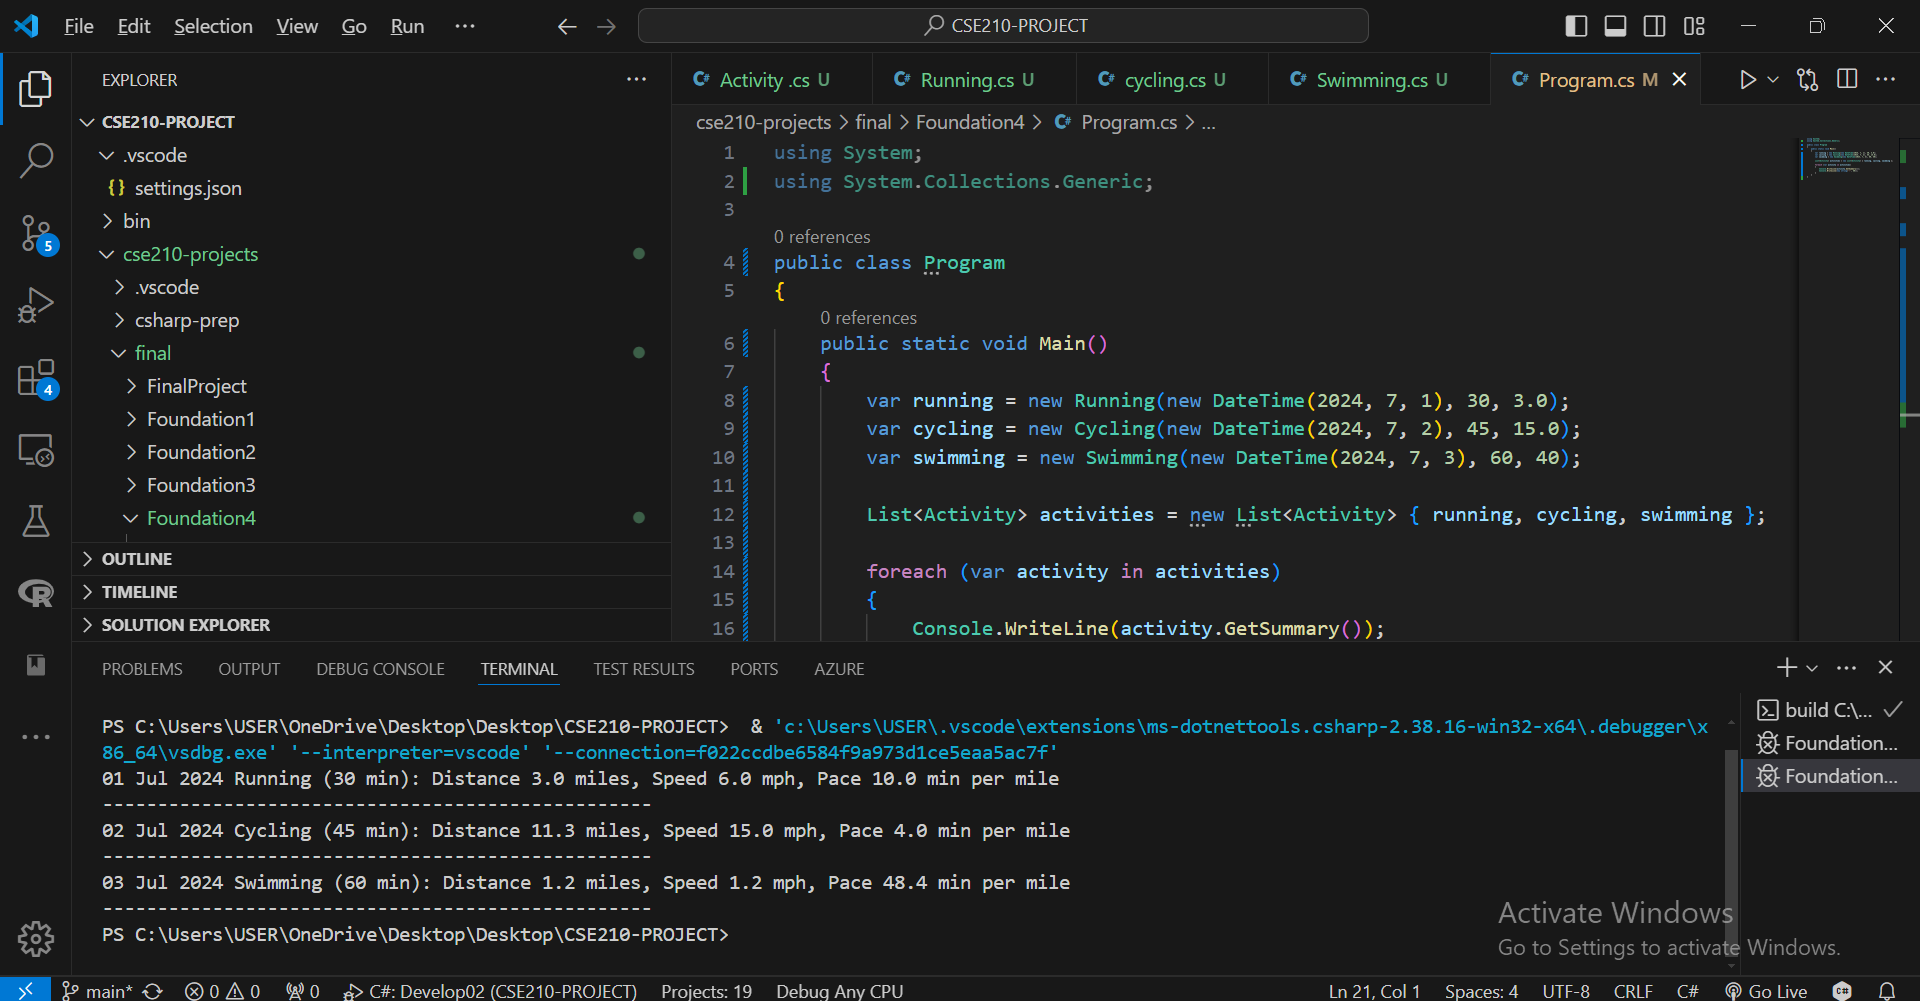 File Edit Selection View Go Run ··· CSE210-PROJECT
EXPLORER ···
CSE210-PROJECT
.vscode
{} settings.json
bin
cse210-projects
.vscode
csharp-prep
final
FinalProject
Foundation1
Foundation2
Foundation3
Foundation4
OUTLINE
TIMELINE
SOLUTION EXPLORER
5
4
C# Activity .cs U C# Running.cs U C# cycling.cs U C# Swimming.cs U C# Program.cs M
cse210-projects > final > Foundation4 > C# Program.cs > ...
1 using System;
2 using System.Collections.Generic;
3
0 references
4 public class Program
5 {
0 references
6 public static void Main()
7 {
8 var running = new Running(new DateTime(2024, 7, 1), 30, 3.0);
9 var cycling = new Cycling(new DateTime(2024, 7, 2), 45, 15.0);
10 var swimming = new Swimming(new DateTime(2024, 7, 3), 60, 40);
11
12 List<Activity> activities = new List<Activity> { running, cycling, swimming };
13
14 foreach (var activity in activities)
15 {
16 Console.WriteLine(activity.GetSummary());
PROBLEMS OUTPUT DEBUG CONSOLE TERMINAL TEST RESULTS PORTS AZURE
PS C:\Users\USER\OneDrive\Desktop\Desktop\CSE210-PROJECT> & 'c:\Users\USER\.vscode\extensions\ms-dotnettools.csharp-2.38.16-win32-x64\.debugger\x
86_64\vsdbg.exe' '--interpreter=vscode' '--connection=f022ccdbe6584f9a973d1ce5eaa5ac7f'
01 Jul 2024 Running (30 min): Distance 3.0 miles, Speed 6.0 mph, Pace 10.0 min per mile
--------------------------------------------------
02 Jul 2024 Cycling (45 min): Distance 11.3 miles, Speed 15.0 mph, Pace 4.0 min per mile
--------------------------------------------------
03 Jul 2024 Swimming (60 min): Distance 1.2 miles, Speed 1.2 mph, Pace 48.4 min per mile
--------------------------------------------------
PS C:\Users\USER\OneDrive\Desktop\Desktop\CSE210-PROJECT>
build C:\...
Foundation...
Foundation...
Activate Windows
Go to Settings to activate Windows.
main* 0 0 0 C#: Develop02 (CSE210-PROJECT) Projects: 19 Debug Any CPU Ln 21, Col 1 Spaces: 4 UTF-8 CRLF C# Go Live